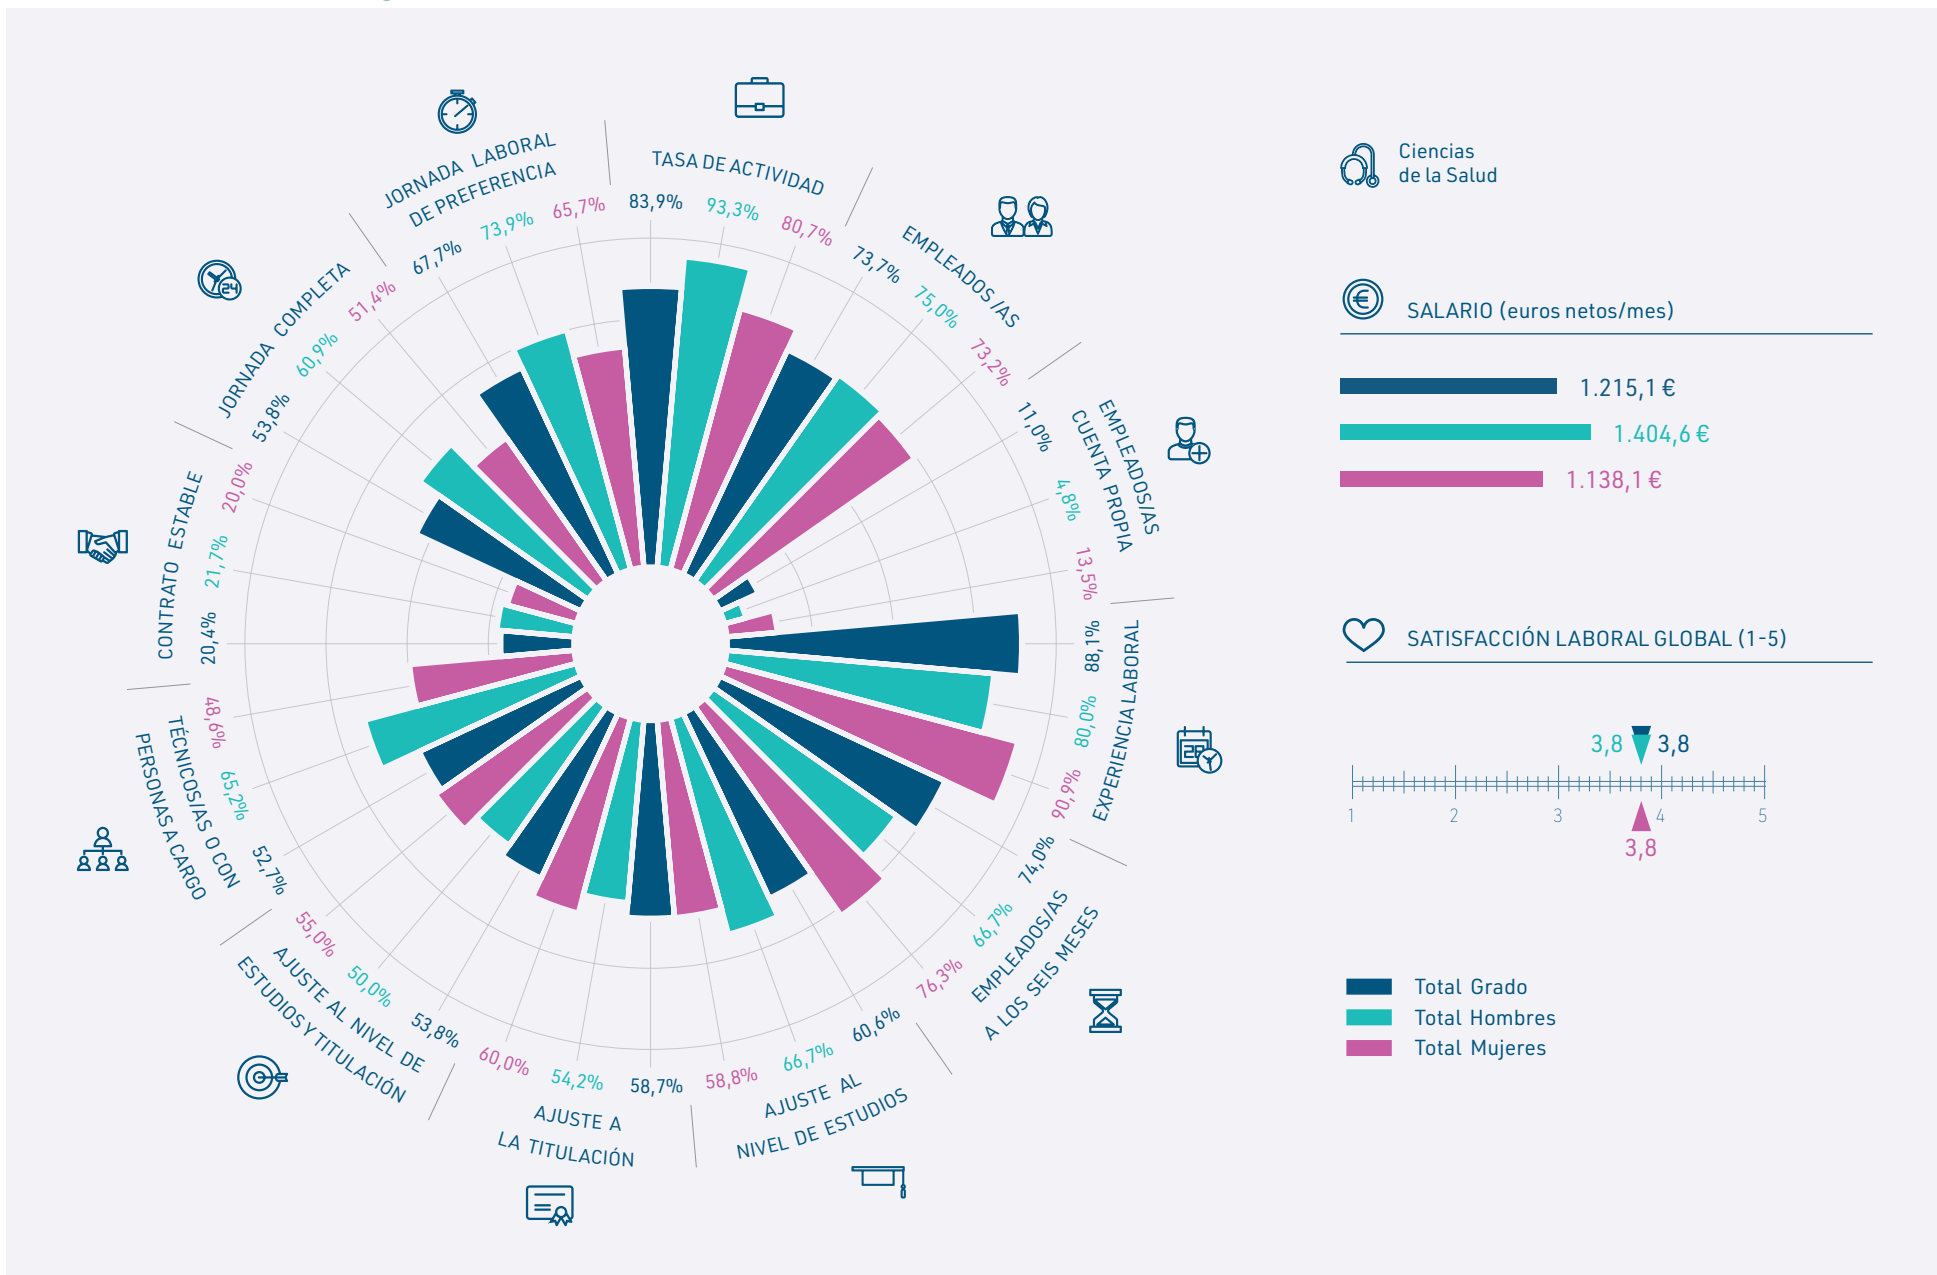 JORNADA LABORAL
DE PREFERENCIA
67,7%
73,9%
65,7%
TASA DE ACTIVIDAD
83,9%
93,3%
80,7%
EMPLEADOS/AS
73,7%
75,0%
73,2%
EMPLEADOS/AS
CUENTA PROPIA
11,0%
4,8%
13,5%
EXPERIENCIA LABORAL
88,1%
80,0%
90,9%
EMPLEADOS/AS
A LOS SEIS MESES
74,0%
66,7%
76,3%
AJUSTE AL
NIVEL DE ESTUDIOS
60,6%
66,7%
58,8%
AJUSTE A
LA TITULACIÓN
58,7%
54,2%
60,0%
AJUSTE AL NIVEL DE
ESTUDIOS Y TITULACIÓN
53,8%
50,0%
55,0%
TÉCNICOS/AS O CON
PERSONAS A CARGO
52,7%
65,2%
48,6%
CONTRATO ESTABLE
20,4%
21,7%
20,0%
JORNADA COMPLETA
53,8%
60,9%
51,4%
24
28
Ciencias
de la Salud
€
SALARIO (euros netos/mes)
1.215,1 €
1.404,6 €
1.138,1 €
SATISFACCIÓN LABORAL GLOBAL (1-5)
3,8 3,8
1 2 3 4 5
3,8
Total Grado
Total Hombres
Total Mujeres